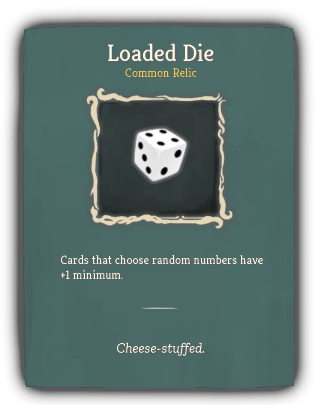 Loaded Die
Common Relic
Cards that choose random numbers have
+1 minimum.
Cheese-stuffed.